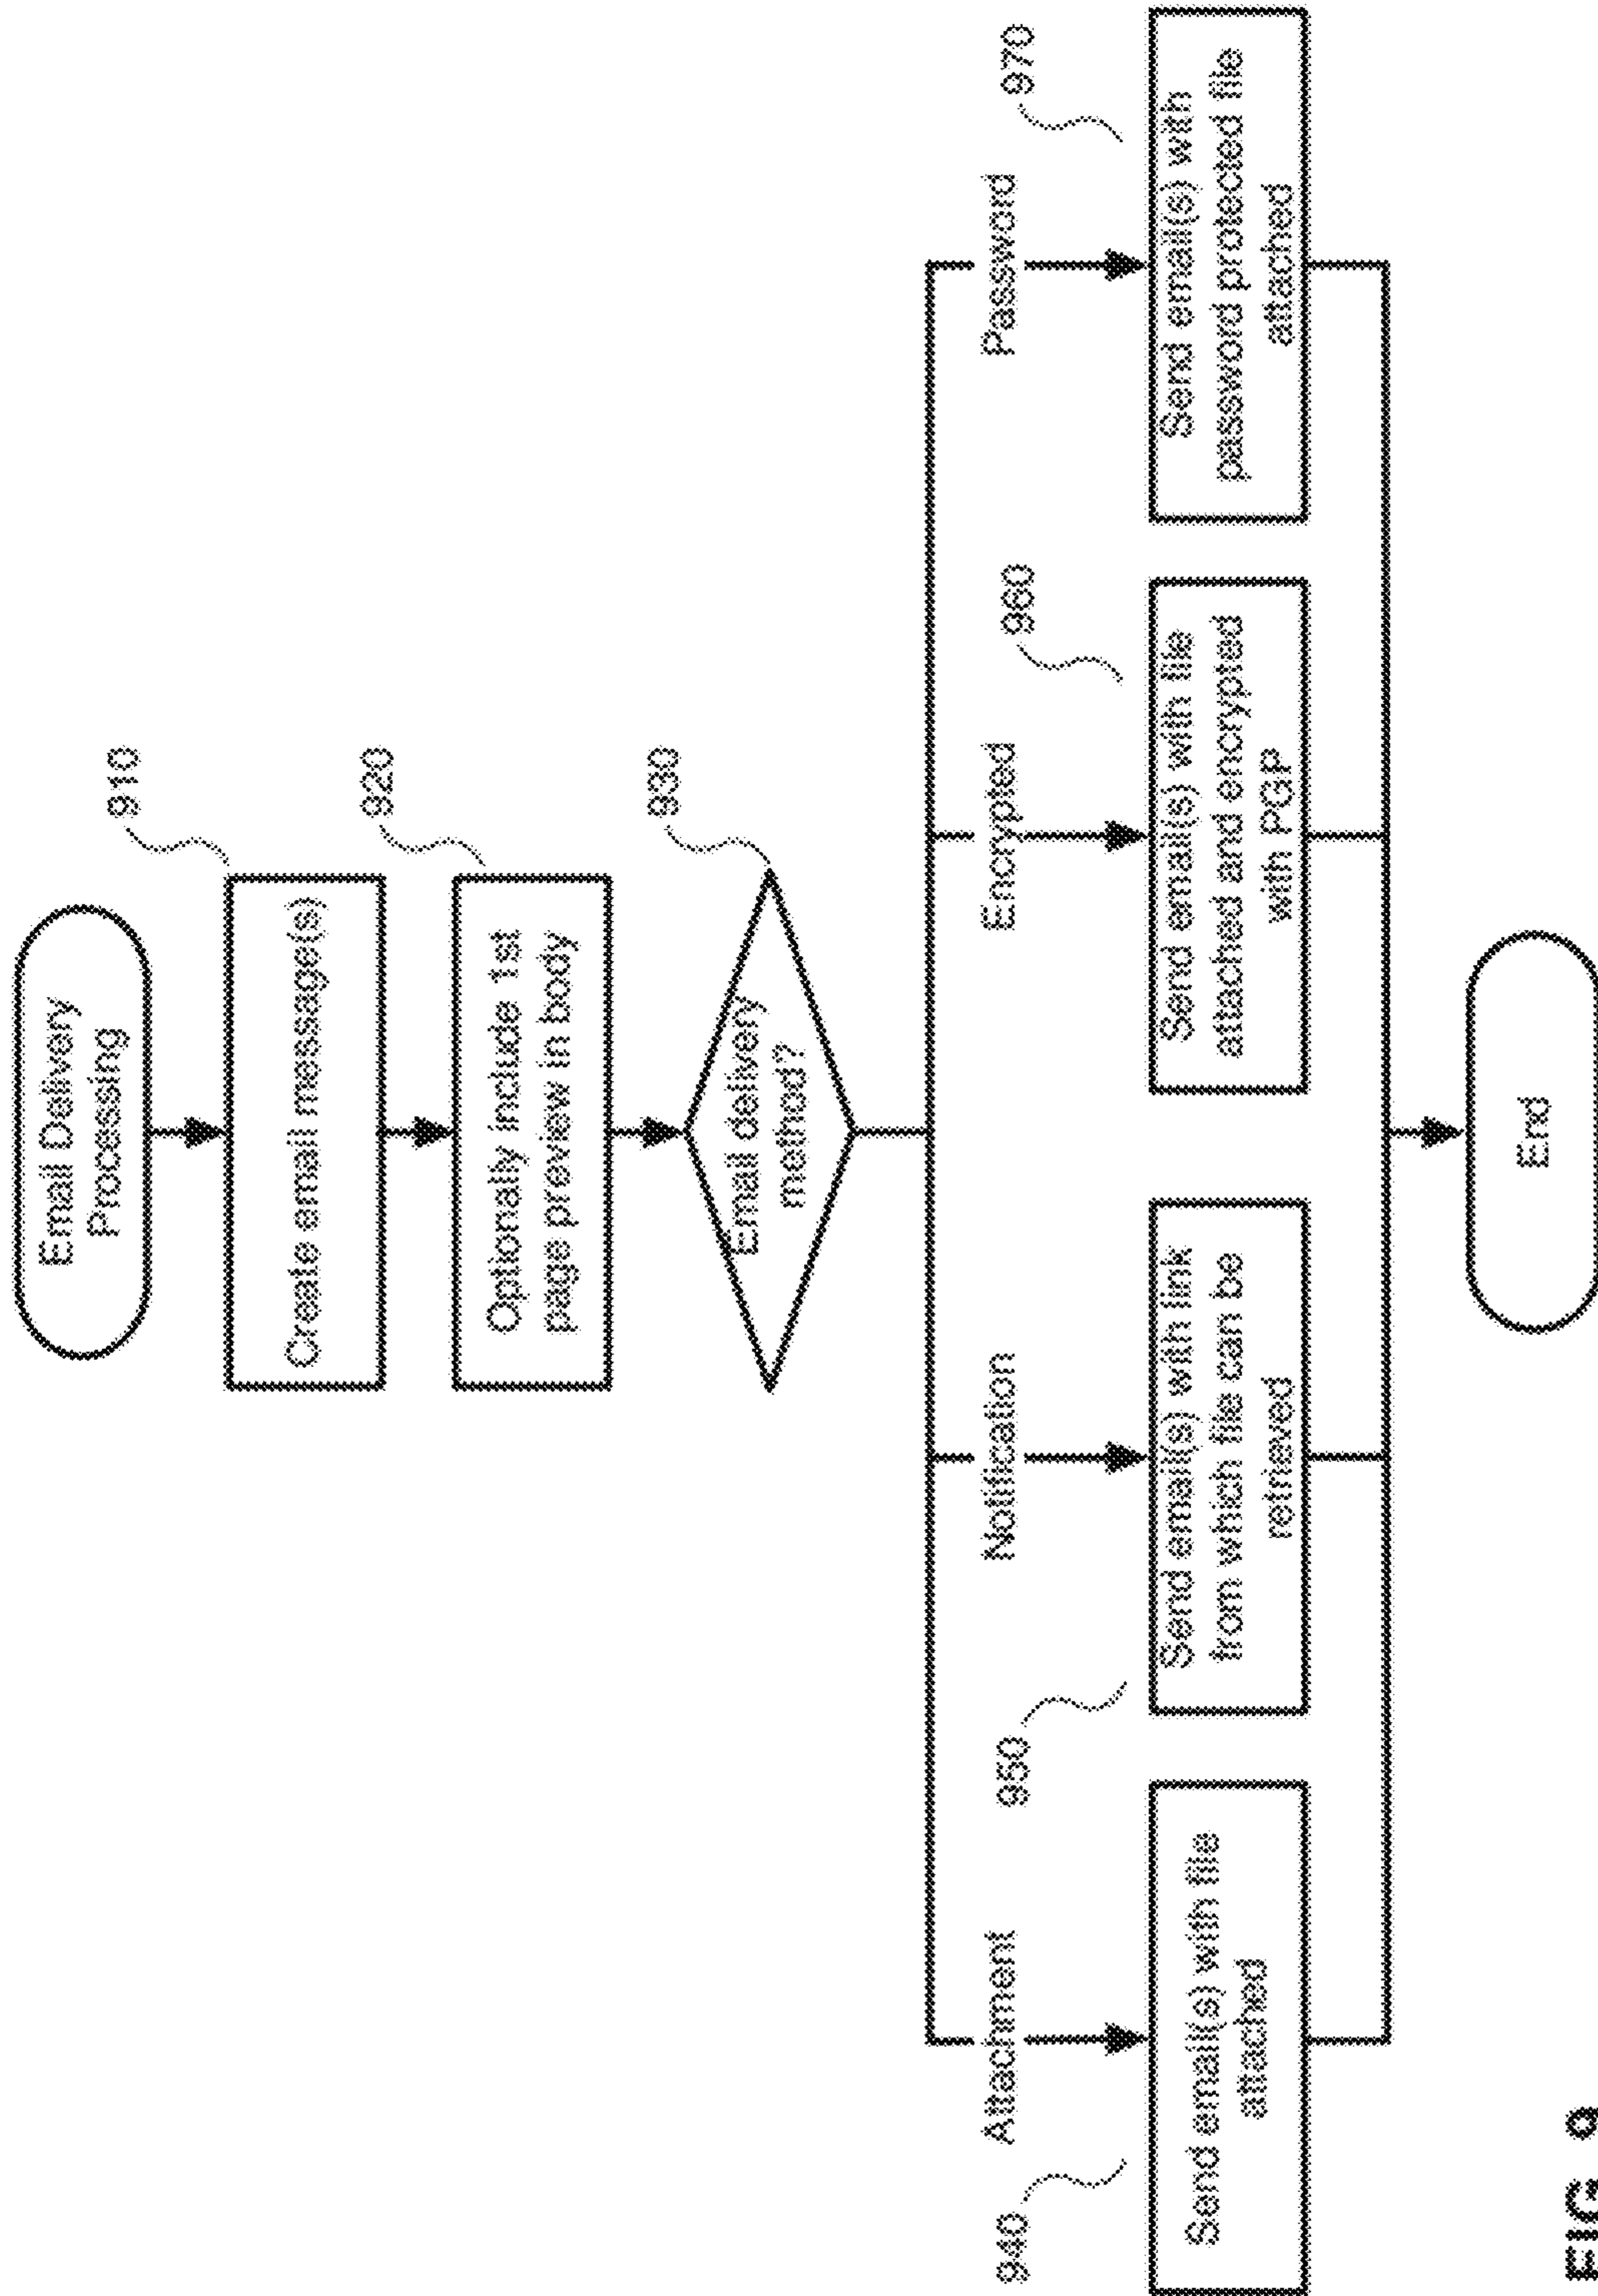 Email Delivery
Processing
910
Create email message(s)
920
Optionally include 1st
page preview in body
930
Email delivery
method?
Attachment
Notification
Encrypted
Password
940
Send email(s) with file
attached
950
Send email(s) with link
from which file can be
retrieved
960
Send email(s) with file
attached and encrypted
with PGP
970
Send email(s) with
password protected file
attached
End
FIG. 9